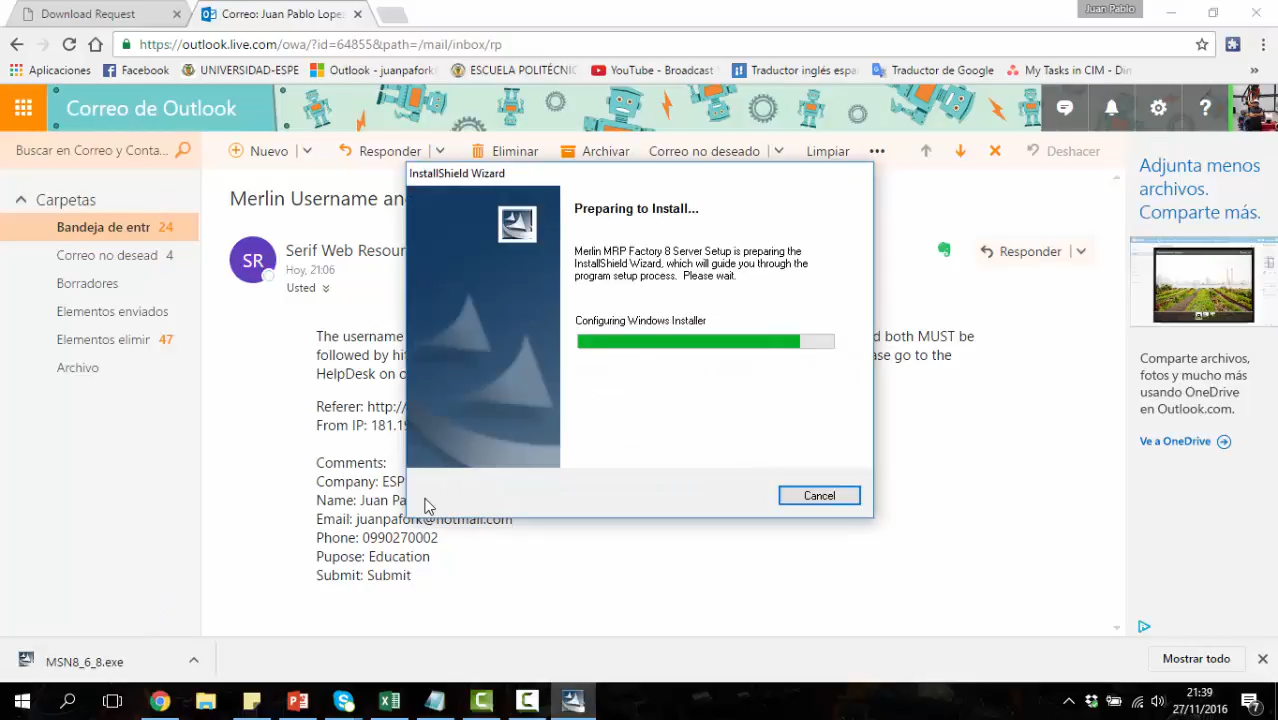 Download Request
Correo: Juan Pablo Lopez
Juan Pablo
https://outlook.live.com/owa/?id=64855&path=/mail/inbox/rp
Aplicaciones
Facebook
UNIVERSIDAD-ESPE
Outlook - juanpafork
ESCUELA POLITÉCNIC
YouTube - Broadcast
Traductor inglés espa
Traductor de Google
My Tasks in CIM - Din
»
Correo de Outlook
Buscar en Correo y Conta...
Nuevo
Responder
Eliminar
Archivar
Correo no deseado
Limpiar
Deshacer
Carpetas
Bandeja de entr 24
Correo no desead 4
Borradores
Elementos enviados
Elementos elimir 47
Archivo
Merlin Username an
SR
Serif Web Resour
Hoy, 21:06
Usted
Responder
The username
d both MUST be
followed by hi
ase go to the
HelpDesk on o
Referer: http://
From IP: 181.19
Comments:
Company: ESP
Name: Juan Pa
Email: juanpafork@hotmail.com
Phone: 0990270002
Pupose: Education
Submit: Submit
InstallShield Wizard
Preparing to Install...
Merlin MRP Factory 8 Server Setup is preparing the
InstallShield Wizard, which will guide you through the
program setup process. Please wait.
Configuring Windows Installer
Cancel
Adjunta menos
archivos.
Comparte más.
Comparte archivos,
fotos y mucho más
usando OneDrive
en Outlook.com.
Ve a OneDrive
MSN8_6_8.exe
Mostrar todo
21:39
27/11/2016
7